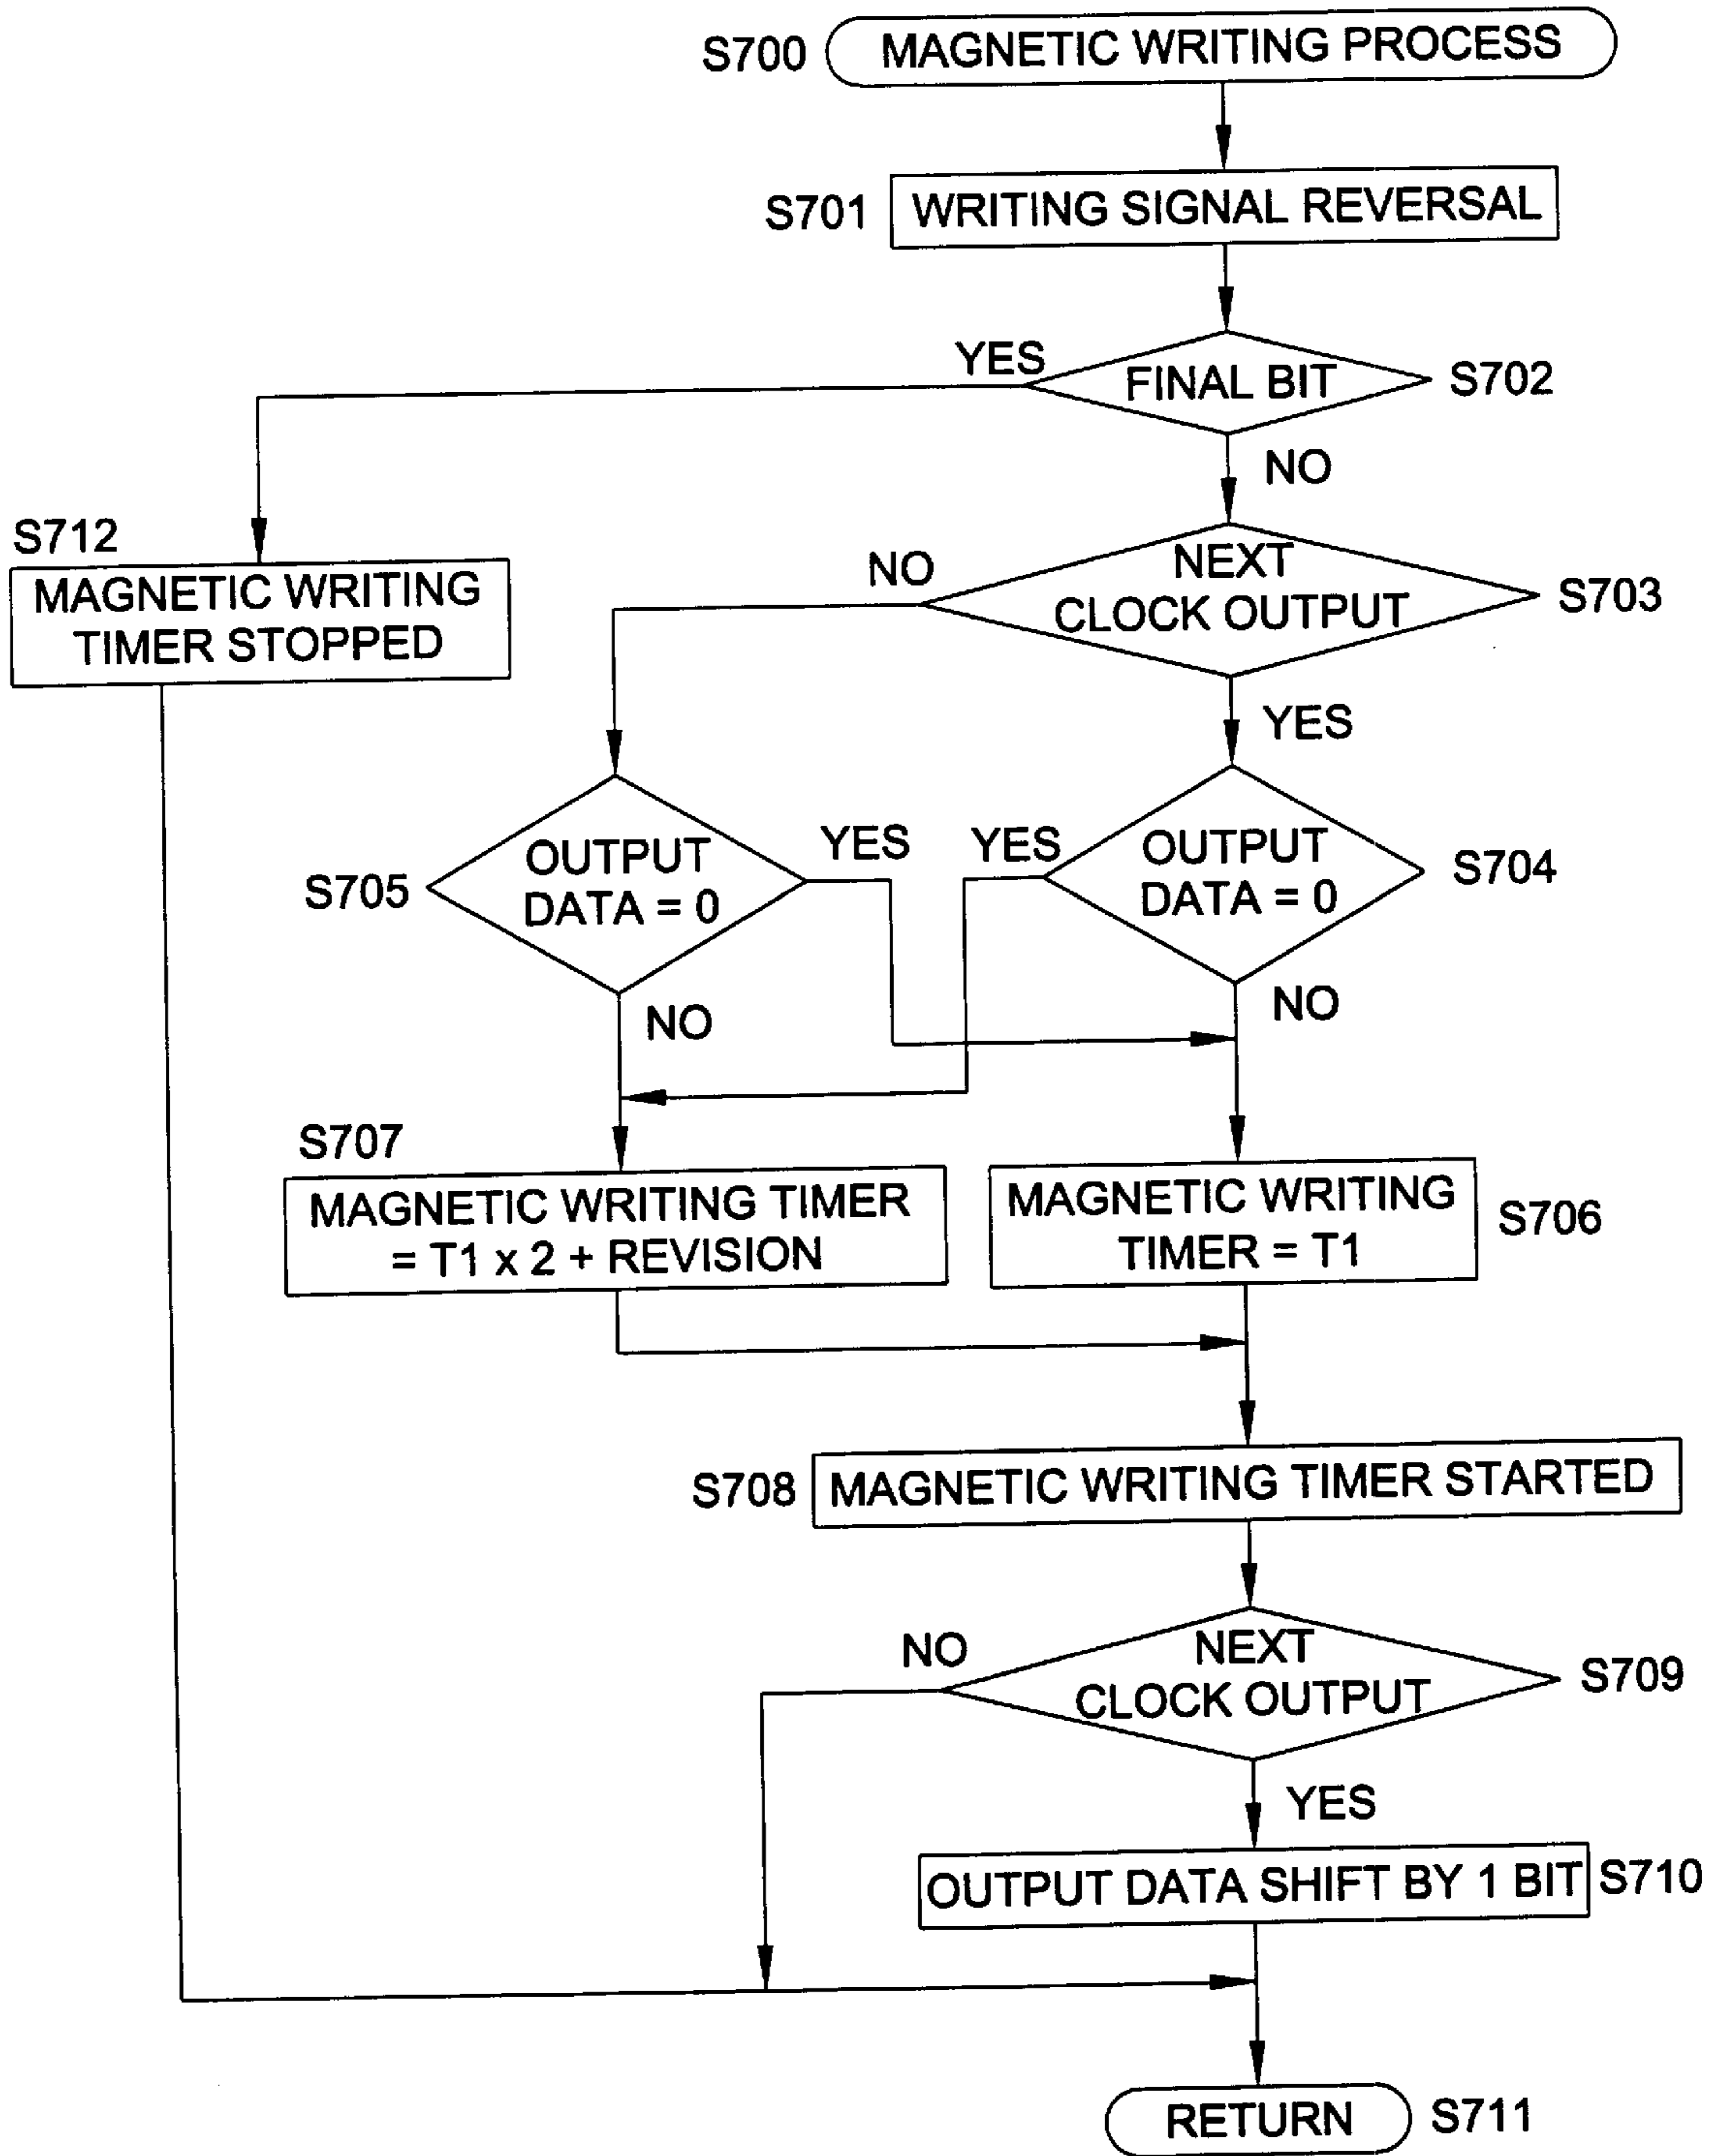 S700 MAGNETIC WRITING PROCESS
S701 WRITING SIGNAL REVERSAL
YES
FINAL BIT S702
NO
S712
MAGNETIC WRITING
TIMER STOPPED
NO
NEXT
CLOCK OUTPUT S703
YES
S705 OUTPUT
DATA = 0
YES
YES
OUTPUT
DATA = 0 S704
NO
NO
S707
MAGNETIC WRITING TIMER
= T1 x 2 + REVISION
MAGNETIC WRITING
TIMER = T1
S706
S708 MAGNETIC WRITING TIMER STARTED
NO
NEXT
CLOCK OUTPUT
S709
YES
OUTPUT DATA SHIFT BY 1 BIT S710
RETURN S711